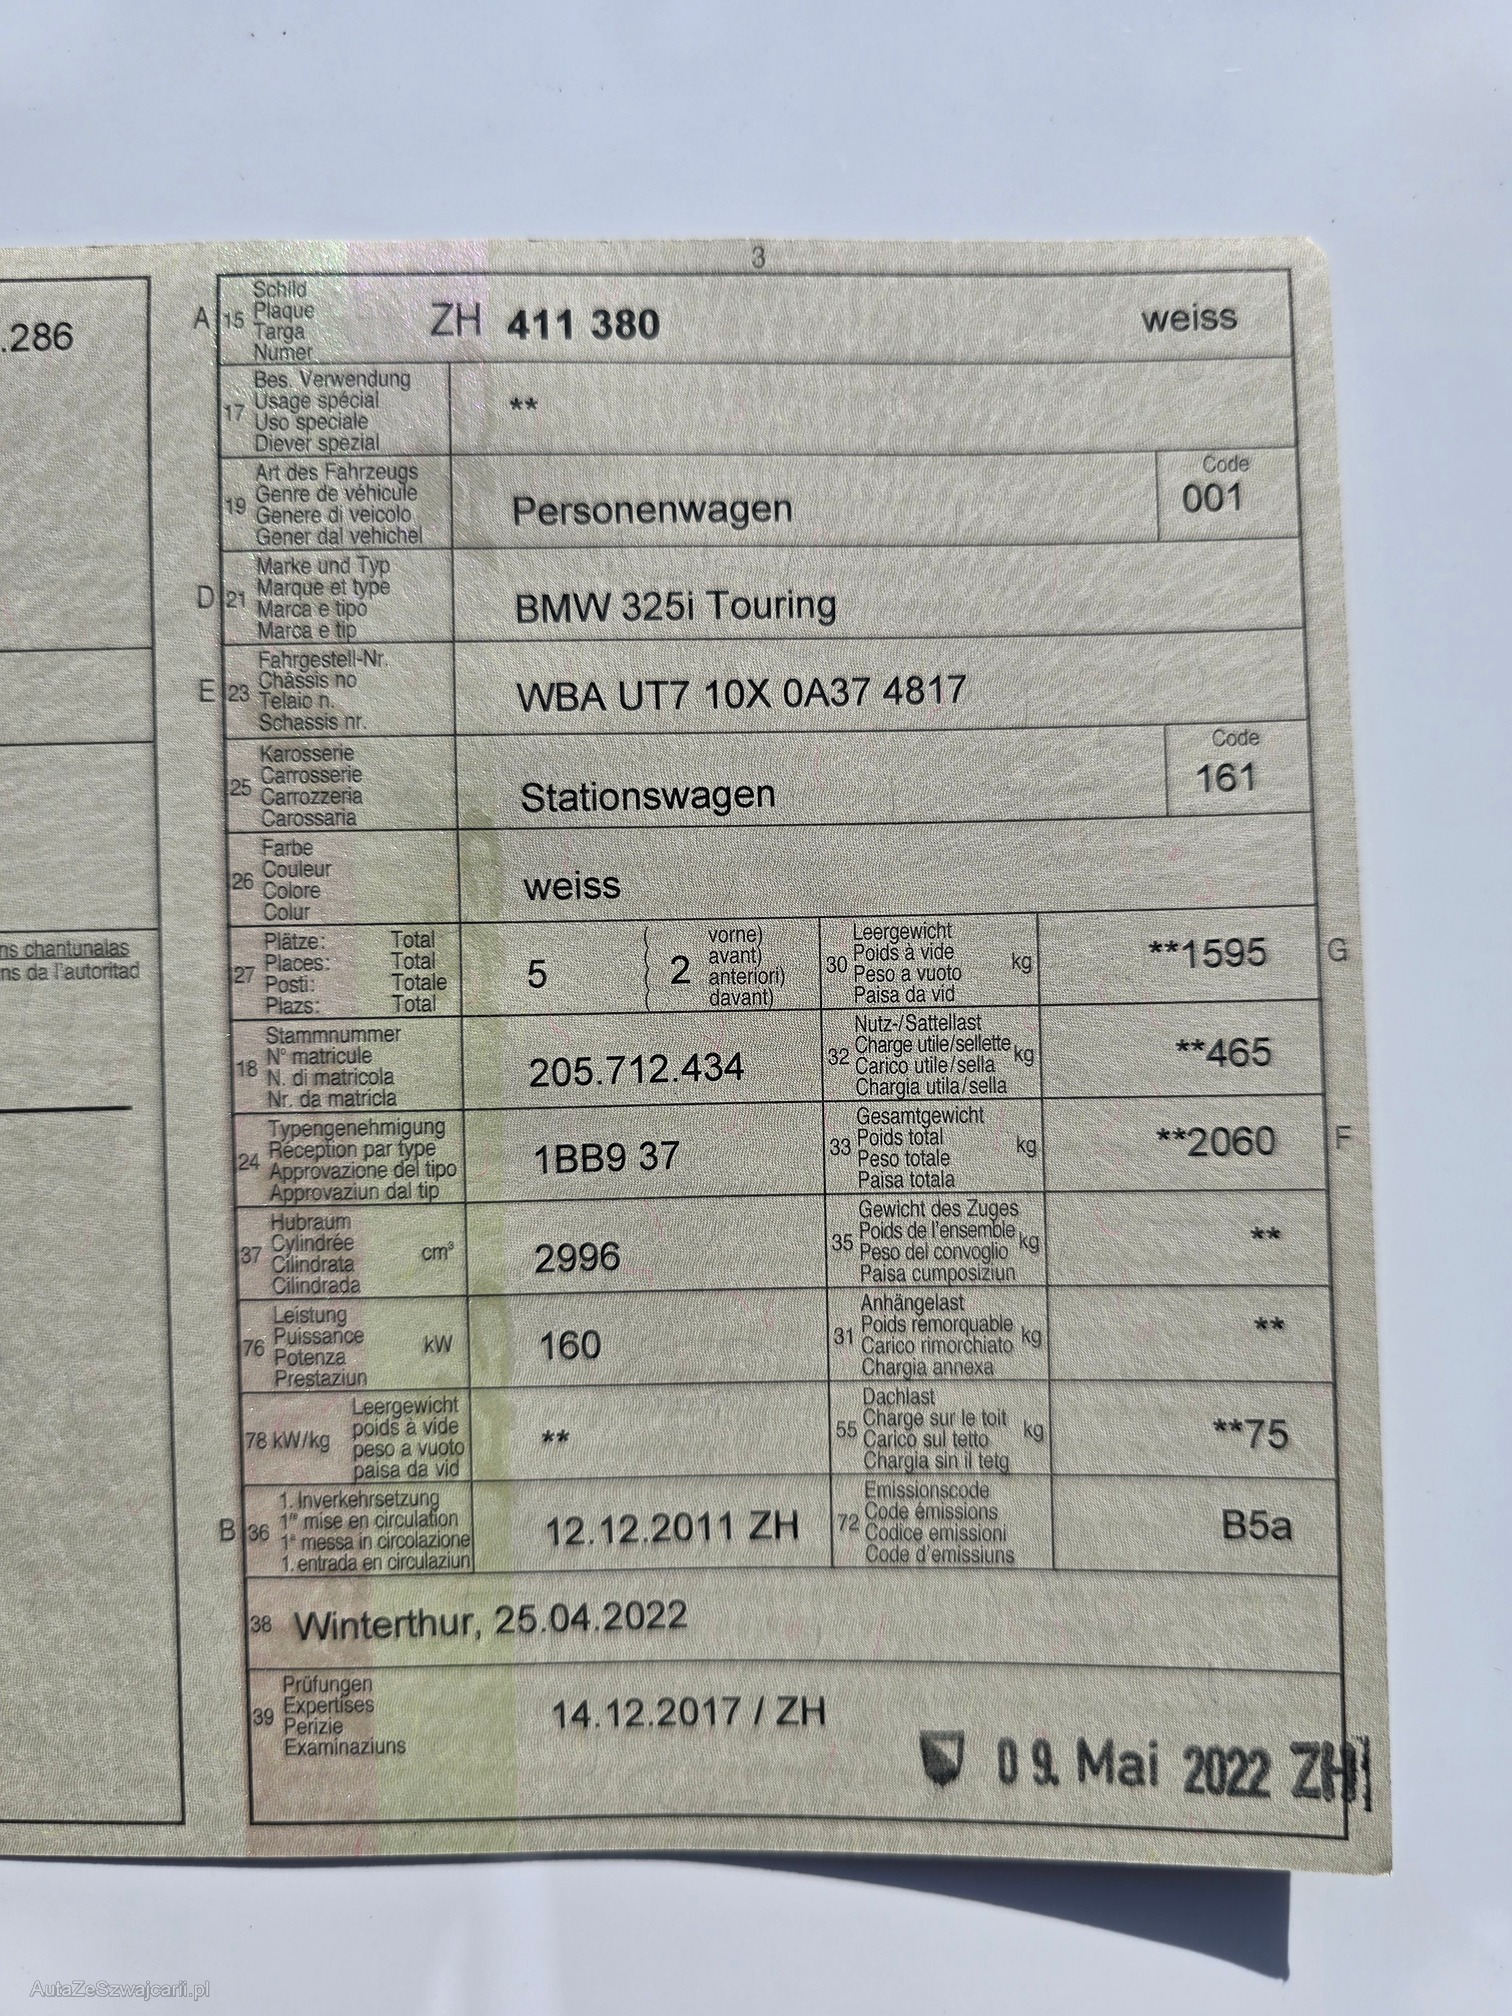 3
.286
A 15 Schild
Plaque
Targa
Numer
ZH 411 380 weiss
17 Bes. Verwendung
Usage spécial
Uso speciale
Diever spezial
**
19 Art des Fahrzeugs
Genre de véhicule
Genere di veicolo
Gener dal vehichel
Personenwagen
Code
001
D 21 Marke und Typ
Marque et type
Marca e tipo
Marca e tip
BMW 325i Touring
E 23 Fahrgestell-Nr.
Châssis no
Telaio n.
Schassis nr.
WBA UT7 10X 0A37 4817
25 Karosserie
Carrosserie
Carrozzeria
Carossaria
Stationswagen
Code
161
26 Farbe
Couleur
Colore
Colur
weiss
ns chantunalas
ns da l'autoritad
27 Plätze: Total
Places: Total
Posti: Totale
Plazs: Total
5
( 2 vorne)
( avant)
( anteriori)
( davant)
30 Leergewicht
Poids à vide
Peso a vuoto
Paisa da vid
kg
**1595 G
18 Stammnummer
N° matricule
N. di matricola
Nr. da matricla
205.712.434
32 Nutz-/Sattellast
Charge utile/sellette
Carico utile/sella
Chargia utila/sella
kg
**465
24 Typengenehmigung
Réception par type
Approvazione del tipo
Approvaziun dal tip
1BB9 37
33 Gesamtgewicht
Poids total
Peso totale
Paisa totala
kg
**2060 F
37 Hubraum
Cylindrée
Cilindrata
Cilindrada
cm³
2996
35 Gewicht des Zuges
Poids de l'ensemble
Peso del convoglio
Paisa cumposiziun
kg
**
76 Leistung
Puissance
Potenza
Prestaziun
kW
160
31 Anhängelast
Poids remorquable
Carico rimorchiato
Chargia annexa
kg
**
78 kW/kg Leergewicht
poids à vide
peso a vuoto
paisa da vid
**
55 Dachlast
Charge sur le toit
Carico sul tetto
Chargia sin il tetg
kg
**75
B 36 1. Inverkehrsetzung
1re mise en circulation
1a messa in circolazione
1. entrada en circulaziun
12.12.2011 ZH
72 Emissionscode
Code émissions
Codice emissioni
Code d'emissiuns
B5a
38 Winterthur, 25.04.2022
39 Prüfungen
Expertises
Perizie
Examinaziuns
14.12.2017 / ZH
09. Mai 2022 ZH
AutaZeSzwajcarii.pl